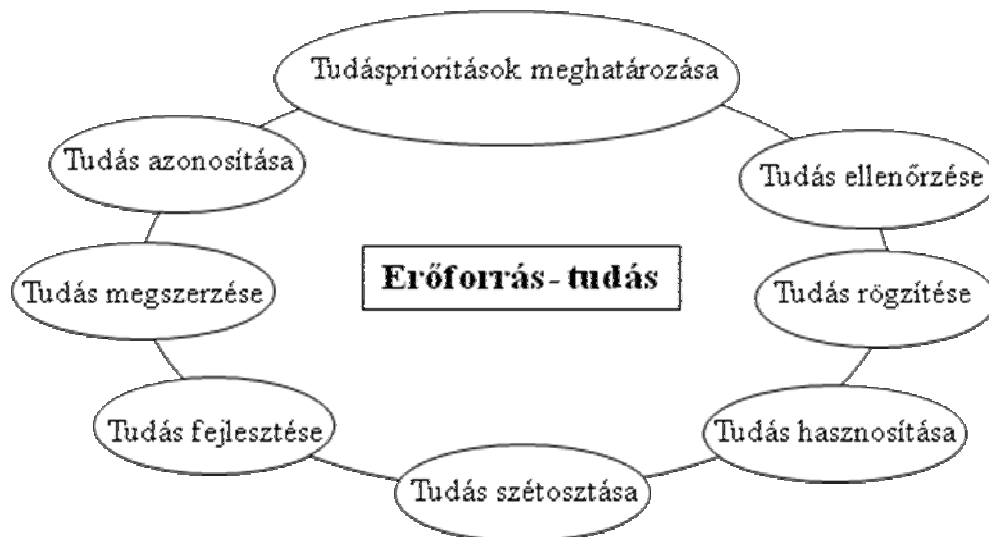 Tudásprioritások meghatározása
Tudás azonosítása
Tudás ellenőrzése
Erőforrás-tudás
Tudás megszerzése
Tudás rögzítése
Tudás fejlesztése
Tudás hasznosítása
Tudás szétosztása